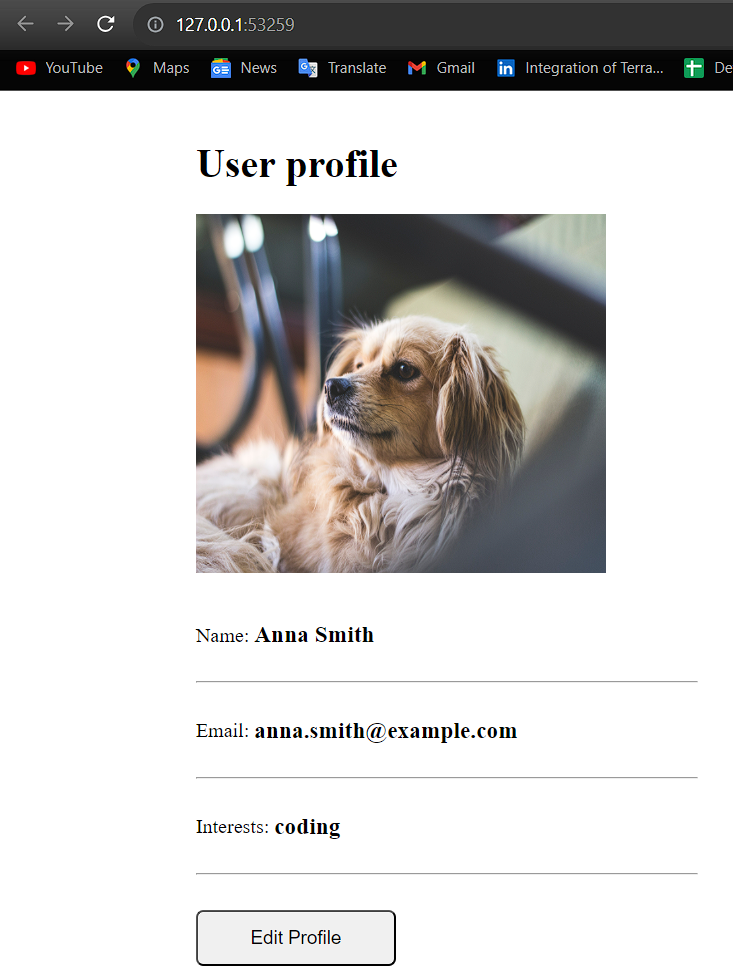 127.0.0.1:53259
YouTube Maps News Translate Gmail Integration of Terra... De
User profile
Name: Anna Smith
Email: anna.smith@example.com
Interests: coding
Edit Profile